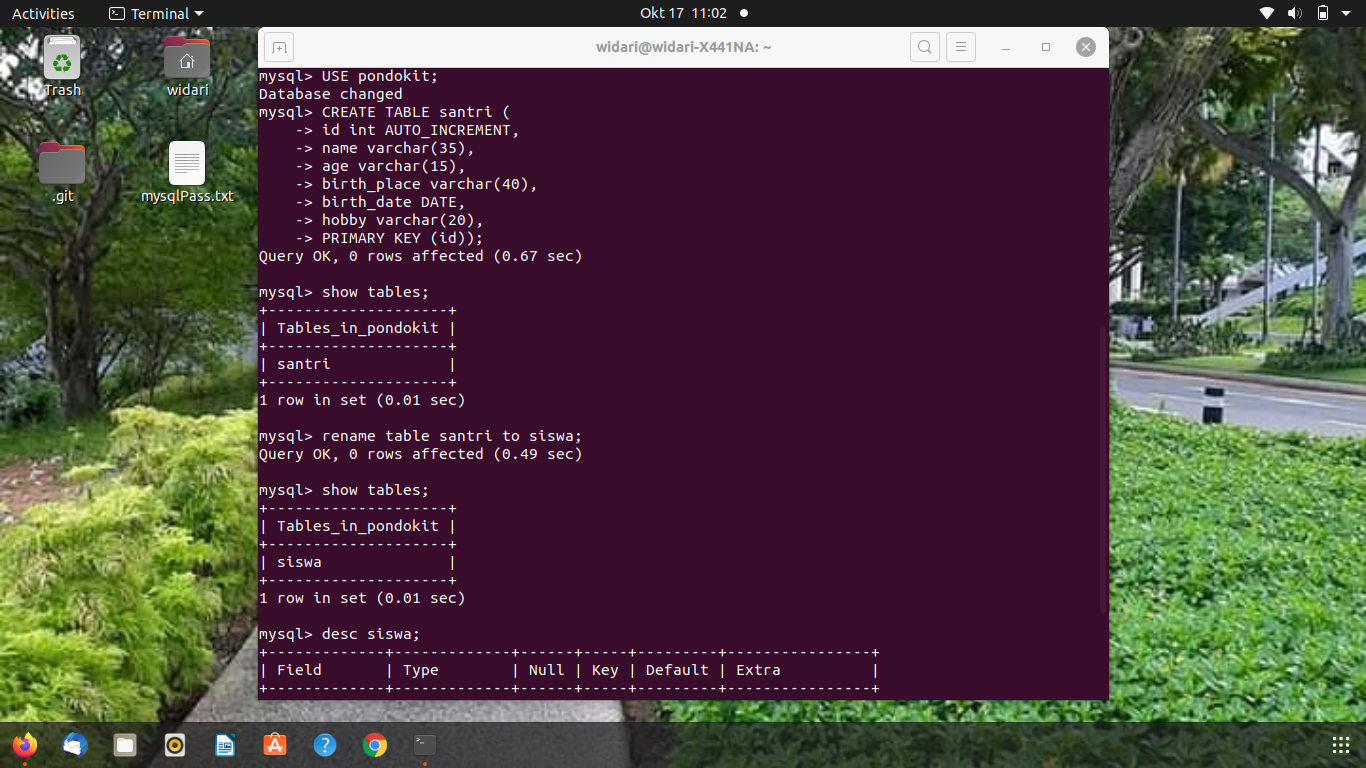 Activities Terminal Okt 17 11:02
Trash widari
.git mysqlPass.txt
widari@widari-X441NA: ~
mysql> USE pondokit;
Database changed
mysql> CREATE TABLE santri (
    -> id int AUTO_INCREMENT,
    -> name varchar(35),
    -> age varchar(15),
    -> birth_place varchar(40),
    -> birth_date DATE,
    -> hobby varchar(20),
    -> PRIMARY KEY (id));
Query OK, 0 rows affected (0.67 sec)
mysql> show tables;
+--------------------+
| Tables_in_pondokit |
+--------------------+
| santri             |
+--------------------+
1 row in set (0.01 sec)
mysql> rename table santri to siswa;
Query OK, 0 rows affected (0.49 sec)
mysql> show tables;
+--------------------+
| Tables_in_pondokit |
+--------------------+
| siswa              |
+--------------------+
1 row in set (0.01 sec)
mysql> desc siswa;
+-------------+-------------+------+-----+---------+----------------+
| Field       | Type        | Null | Key | Default | Extra          |
+-------------+-------------+------+-----+---------+----------------+